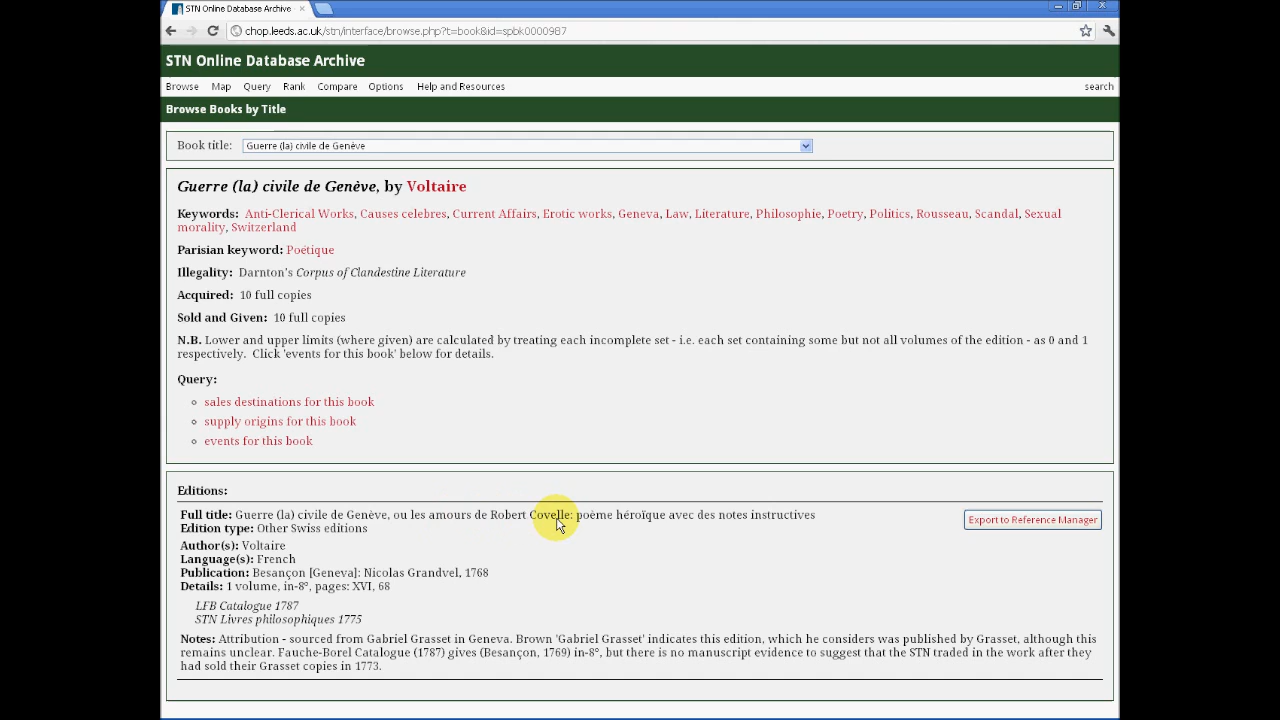 STN Online Database Archive
chop.leeds.ac.uk/stn/interface/browse.php?t=book&id=spbk0000987
STN Online Database Archive
Browse Map Query Rank Compare Options Help and Resources search
Browse Books by Title
Book title: Guerre (la) civile de Genève
Guerre (la) civile de Genève, by Voltaire
Keywords: Anti-Clerical Works, Causes celebres, Current Affairs, Erotic works, Geneva, Law, Literature, Philosophie, Poetry, Politics, Rousseau, Scandal, Sexual
morality, Switzerland
Parisian keyword: Poétique
Illegality: Darnton's Corpus of Clandestine Literature
Acquired: 10 full copies
Sold and Given: 10 full copies
N.B. Lower and upper limits (where given) are calculated by treating each incomplete set - i.e. each set containing some but not all volumes of the edition - as 0 and 1
respectively. Click 'events for this book' below for details.
Query:
sales destinations for this book
supply origins for this book
events for this book
Editions:
Full title: Guerre (la) civile de Genève, ou les amours de Robert Covelle: poème héroïque avec des notes instructives
Export to Reference Manager
Edition type: Other Swiss editions
Author(s): Voltaire
Language(s): French
Publication: Besançon [Geneva]: Nicolas Grandvel, 1768
Details: 1 volume, in-8°, pages: XVI, 68
LFB Catalogue 1787
STN Livres philosophiques 1775
Notes: Attribution - sourced from Gabriel Grasset in Geneva. Brown 'Gabriel Grasset' indicates this edition, which he considers was published by Grasset, although this
remains unclear. Fauche-Borel Catalogue (1787) gives (Besançon, 1769) in-8°, but there is no manuscript evidence to suggest that the STN traded in the work after they
had sold their Grasset copies in 1773.